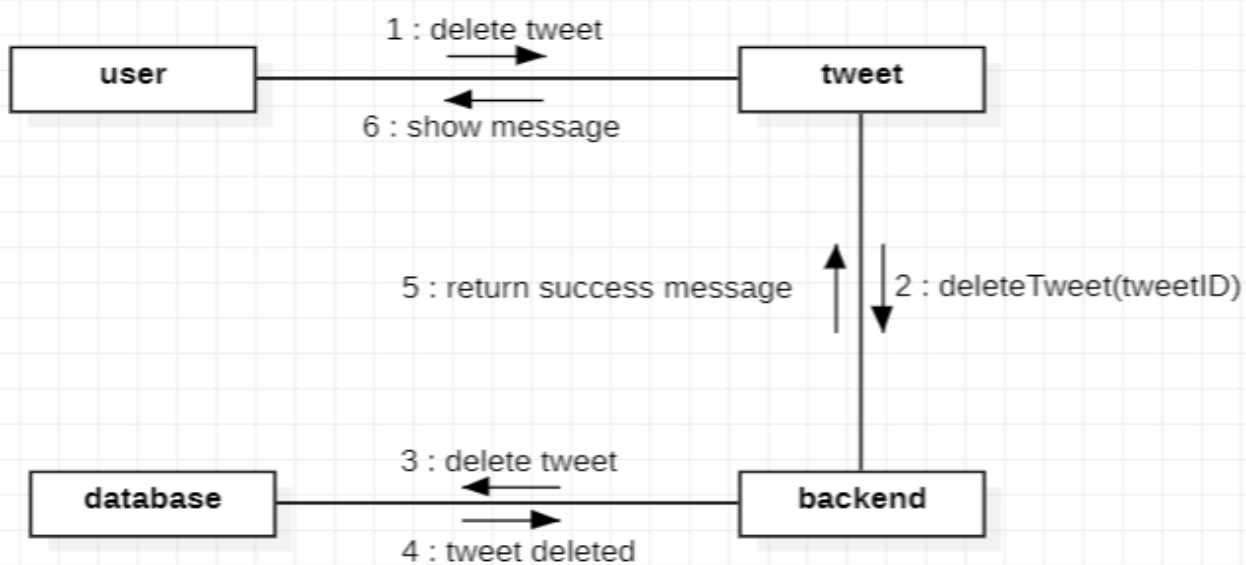 1 : delete tweet
user
tweet
6 : show message
5 : return success message
2 : deleteTweet(tweetID)
3 : delete tweet
database
backend
4 : tweet deleted